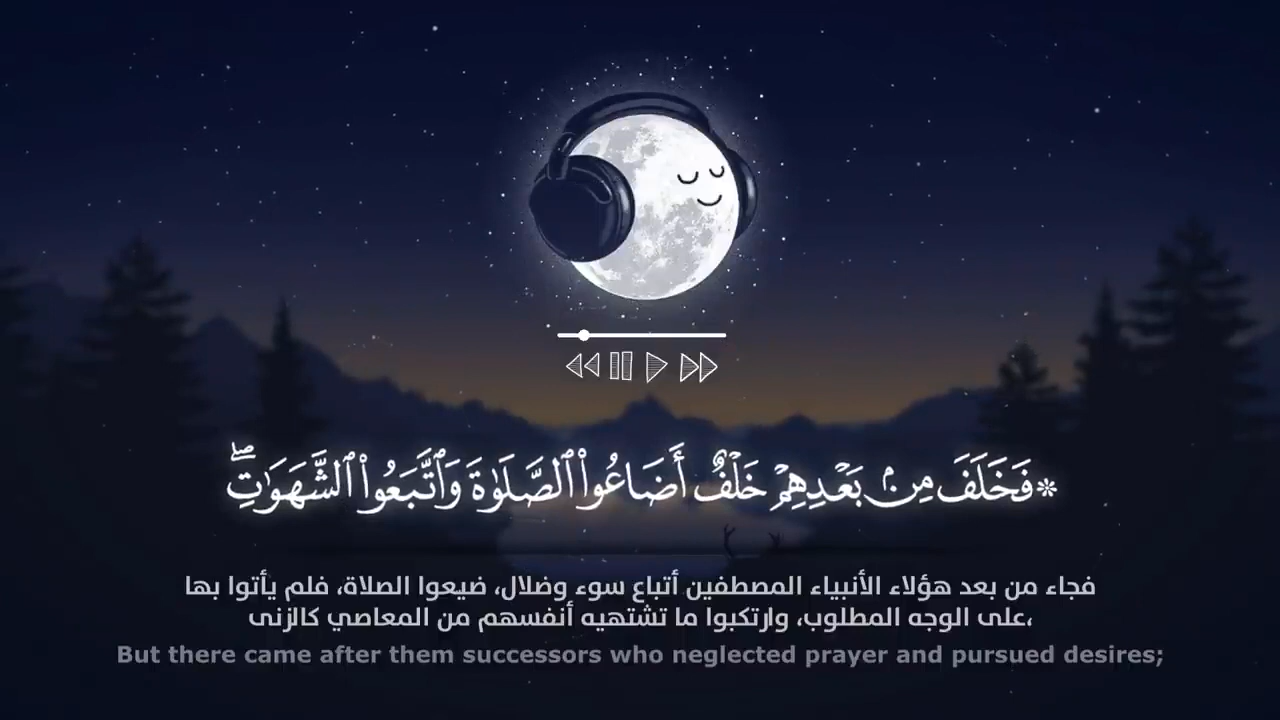 ۞فَخَلَفَ مِنۢ بَعۡدِهِمۡ خَلۡفٌ أَضَاعُواْ ٱلصَّلَوٰةَ وَٱتَّبَعُواْ ٱلشَّهَوَٰتِۖ
فجاء من بعد هؤلاء الأنبياء المصطفين أتباع سوء وضلال، ضيعوا الصلاة، فلم يأتوا بها
،على الوجه المطلوب، وارتكبوا ما تشتهيه أنفسهم من المعاصي كالزنى
But there came after them successors who neglected prayer and pursued desires;